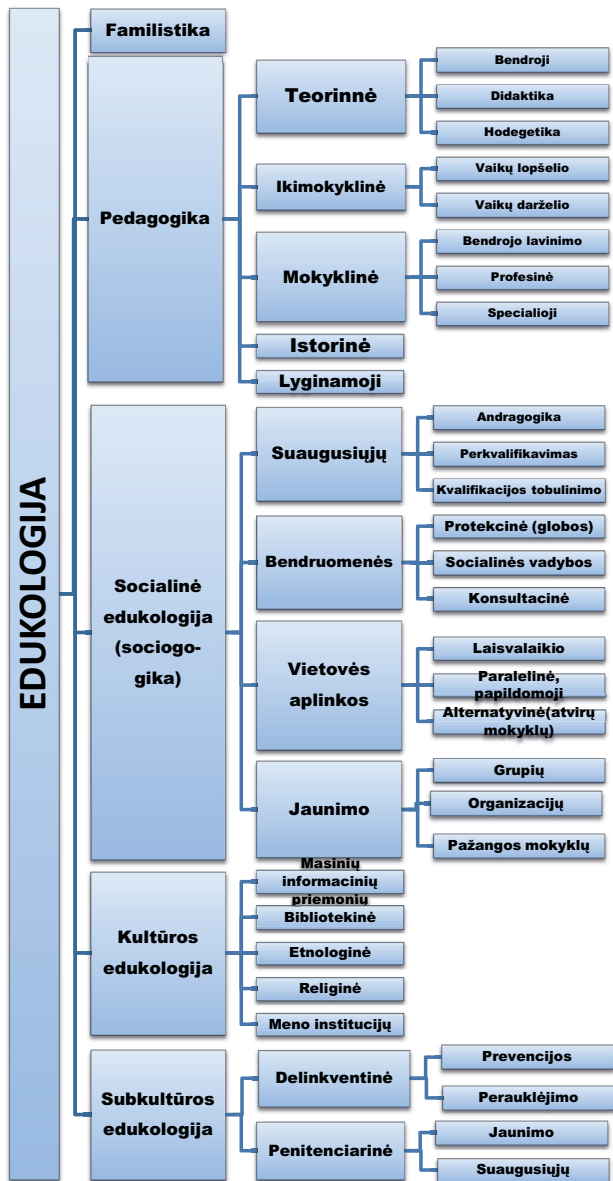 EDUKOLOGIJA
Familistika
Pedagogika
Teorinnė
Bendroji
Didaktika
Hodegetika
Ikimokyklinė
Vaikų lopšelio
Vaikų darželio
Mokyklinė
Bendrojo lavinimo
Profesinė
Specialioji
Istorinė
Lyginamoji
Socialinė
edukologija
(sociogo-
gika)
Suaugusiųjų
Andragogika
Perkvalifikavimas
Kvalifikacijos tobulinimo
Bendruomenės
Protekcinė (globos)
Socialinės vadybos
Konsultacinė
Vietovės
aplinkos
Laisvalaikio
Paralelinė,
papildomoji
Alternatyvinė(atvirų
mokyklų)
Jaunimo
Grupių
Organizacijų
Pažangos mokyklų
Kultūros
edukologija
Masinių
informacinių
priemonių
Bibliotekinė
Etnologinė
Religinė
Meno institucijų
Subkultūros
edukologija
Delinkventinė
Prevencijos
Perauklėjimo
Penitenciarinė
Jaunimo
Suaugusiųjų